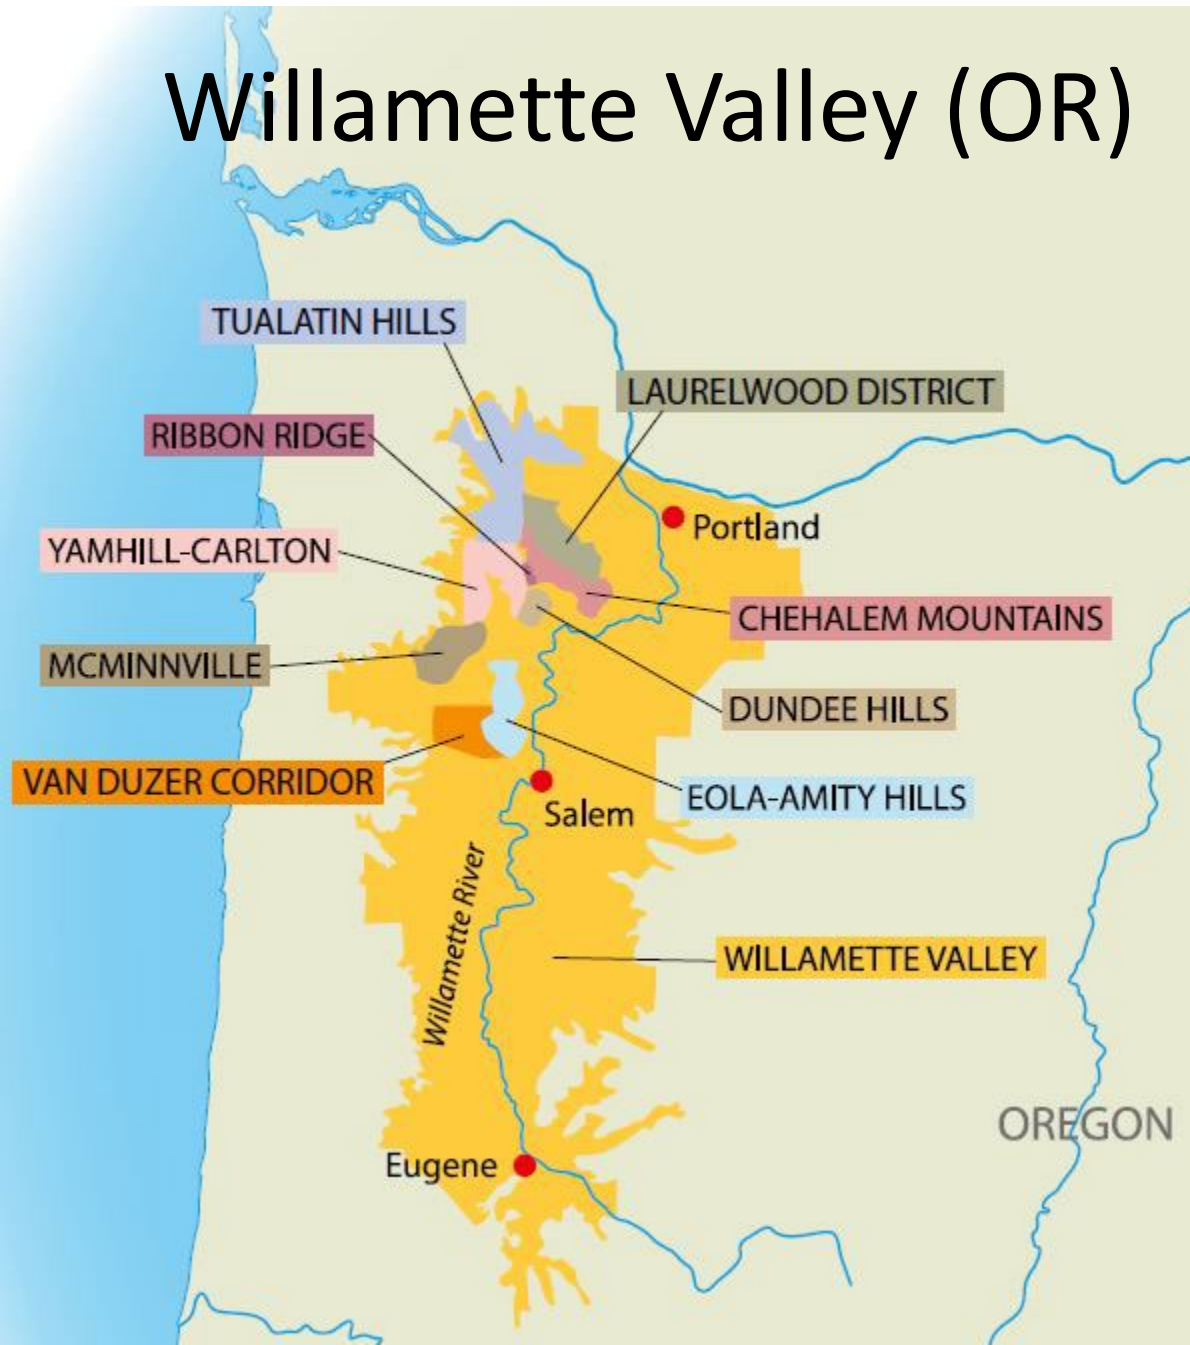 Willamette Valley (OR)
TUALATIN HILLS
LAURELWOOD DISTRICT
RIBBON RIDGE
Portland
YAMHILL-CARLTON
CHEHALEM MOUNTAINS
MCMINNVILLE
DUNDEE HILLS
VAN DUZER CORRIDOR
EOLA-AMITY HILLS
Salem
Willamette River
WILLAMETTE VALLEY
OREGON
Eugene